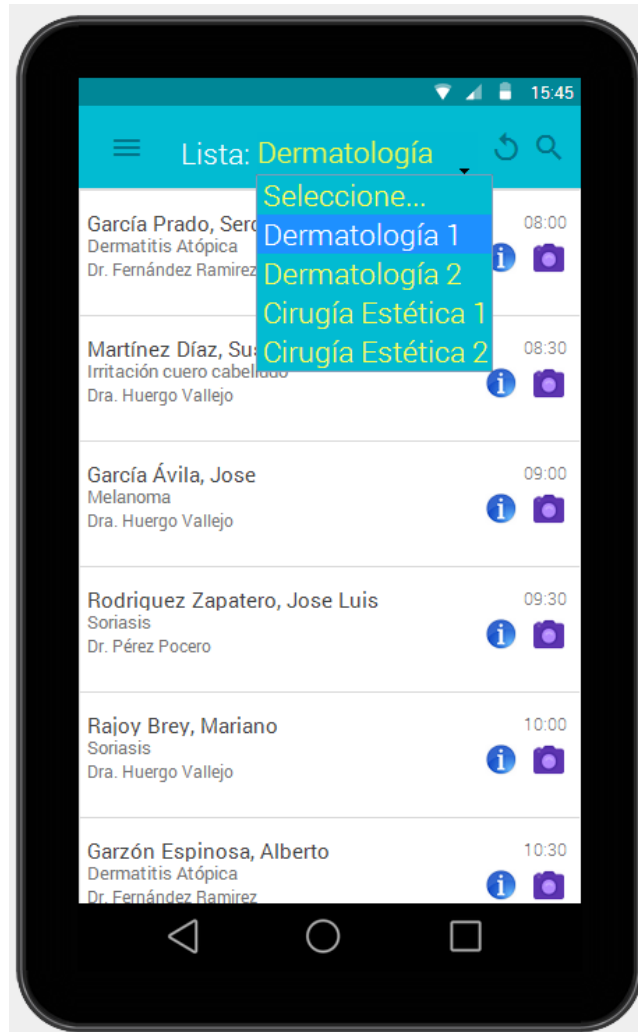 15:45
Lista: Dermatología
Seleccione...
Dermatología 1
Dermatología 2
Cirugía Estética 1
Cirugía Estética 2
García Prado, 08:00
Dermatitis Atópica
Dr. Fernández Ramirez
Martínez Díaz, 08:30
Irritación cuero cabelludo
Dra. Huergo Vallejo
García Ávila, Jose 09:00
Melanoma
Dra. Huergo Vallejo
Rodriguez Zapatero, Jose Luis 09:30
Soriasis
Dr. Pérez Pocero
Rajoy Brey, Mariano 10:00
Soriasis
Dra. Huergo Vallejo
Garzón Espinosa, Alberto 10:30
Dermatitis Atópica
Dr. Fernández Ramirez